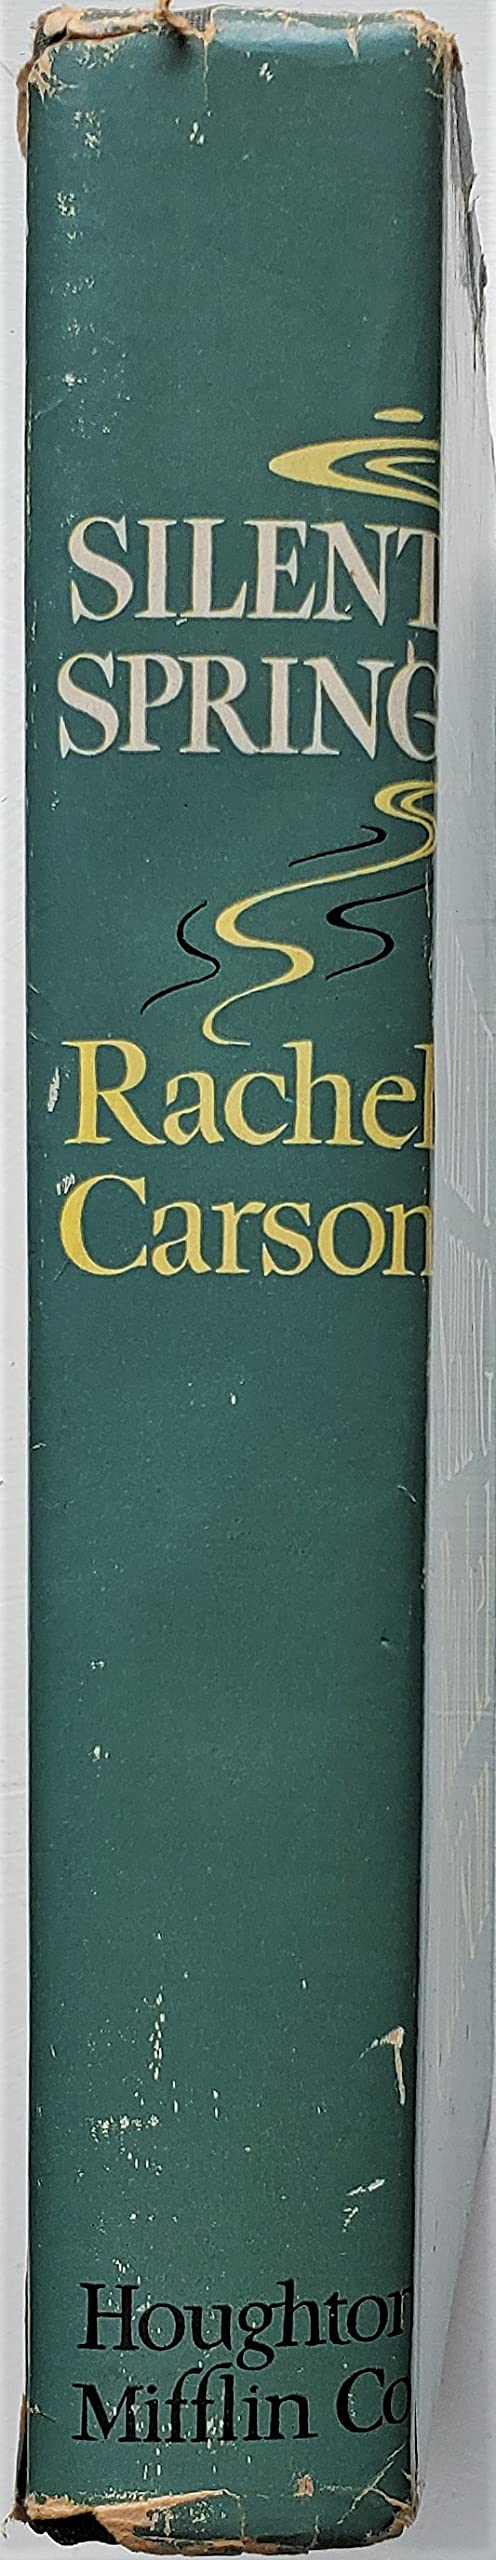 SILENT
SPRING
Rachel
Carson
Houghton
Mifflin Co